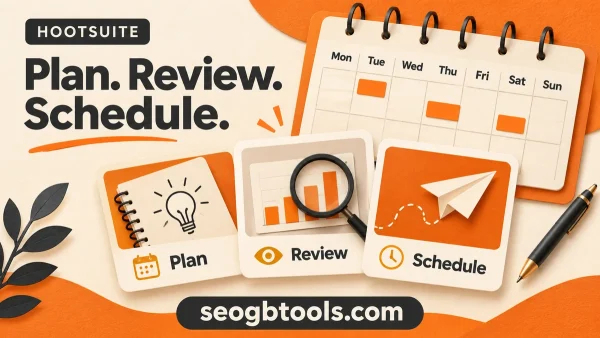 HOOTSUITE
Plan. Review.
Schedule.
Mon Tue Wed Thu Fri Sat Sun
Plan
Review
Schedule
seogbtools.com